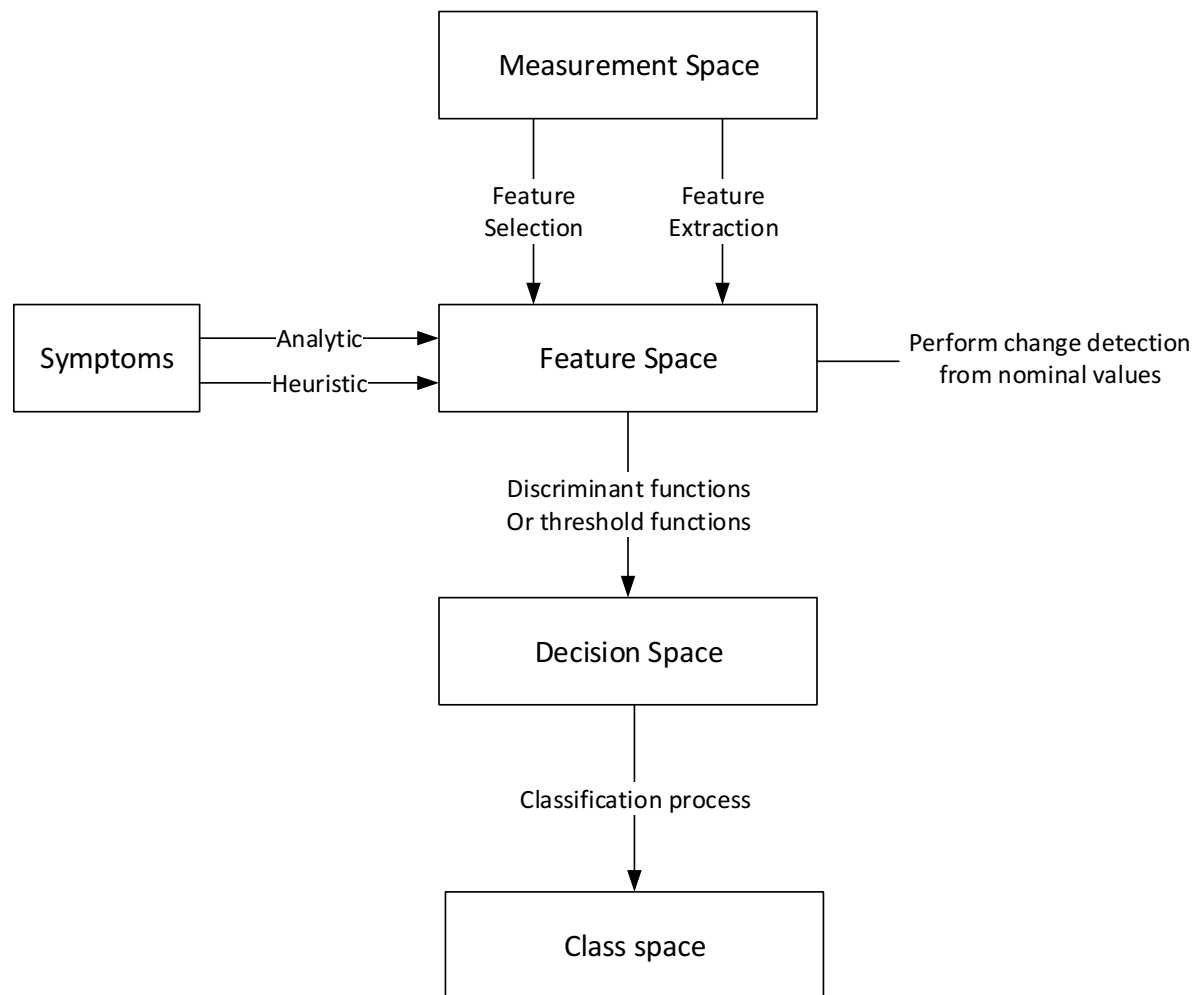 Measurement Space
Feature
Selection
Feature
Extraction
Symptoms
Analytic
Heuristic
Feature Space
Perform change detection
from nominal values
Discriminant functions
Or threshold functions
Decision Space
Classification process
Class space